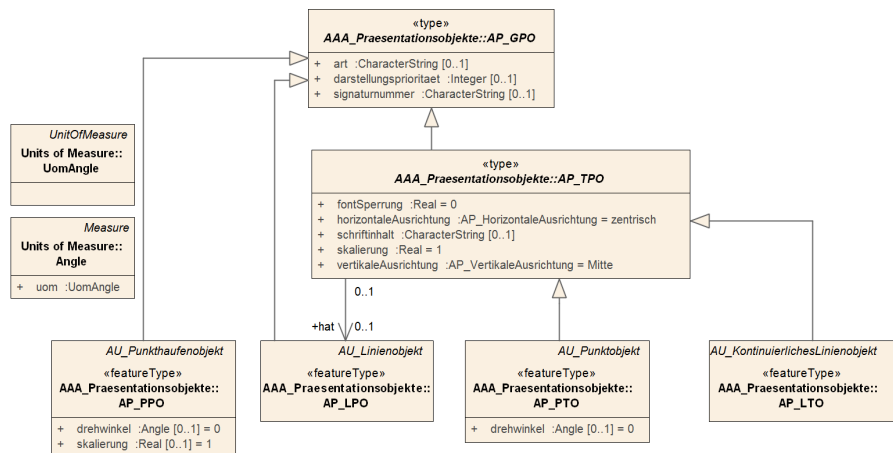 «type»
AAA_Praesentationsobjekte::AP_GPO
+ art :CharacterString [0..1]
+ darstellungsprioritaet :Integer [0..1]
+ signaturnummer :CharacterString [0..1]
UnitOfMeasure
Units of Measure::
UomAngle
«type»
AAA_Praesentationsobjekte::AP_TPO
+ fontSperrung :Real = 0
+ horizontaleAusrichtung :AP_HorizontaleAusrichtung = zentrisch
+ schriftinhalt :CharacterString [0..1]
+ skalierung :Real = 1
+ vertikaleAusrichtung :AP_VertikaleAusrichtung = Mitte
Measure
Units of Measure::
Angle
+ uom :UomAngle
0..1
+hat 0..1
AU_Punkthaufenobjekt
«featureType»
AAA_Praesentationsobjekte::
AP_PPO
+ drehwinkel :Angle [0..1] = 0
+ skalierung :Real [0..1] = 1
AU_Linienobjekt
«featureType»
AAA_Praesentationsobjekte::
AP_LPO
AU_Punktobjekt
«featureType»
AAA_Praesentationsobjekte::
AP_PTO
+ drehwinkel :Angle [0..1] = 0
AU_KontinuierlichesLinienobjekt
«featureType»
AAA_Praesentationsobjekte::
AP_LTO